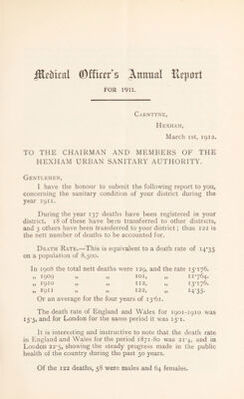 Medical Officer's Annual Report
FOR 1911.
CARNTYNE,
HEXHAM,
March 1st, 1912.
TO THE CHAIRMAN AND MEMBERS OF THE
HEXHAM URBAN SANITARY AUTHORITY.
GENTLEMEN,
I have the honour to submit the following report to you,
concerning the sanitary condition of your district during the
year 1911.
During the year 137 deaths have been registered in your
district, 18 of these have been transferred to other districts,
and 3 others have been transferred to your district; thus 122 is
the nett number of deaths to be accounted for.
DEATH RATE.—This is equivalent to a death rate of 14·35
on a population of 8,500.
In 1908 the total nett deaths were 129, and the rate 15·176.
„ 1909 „ „ 101, „ „ 11·764.
„ 1910 „ „ 112, „ „ 13·176.
„ 1911 „ „ 122, „ „ 14·35.
Or an average for the four years of 13·61.
The death rate of England and Wales for 1901-1910 was
15·5, and for London for the same period it was 15·1.
It is interesting and instructive to note that the death rate
in England and Wales for the period 1871-80 was 21·4, and in
London 22·5, showing the steady progress made in the public
health of the country during the past 30 years.
Of the 122 deaths, 58 were males and 64 females.